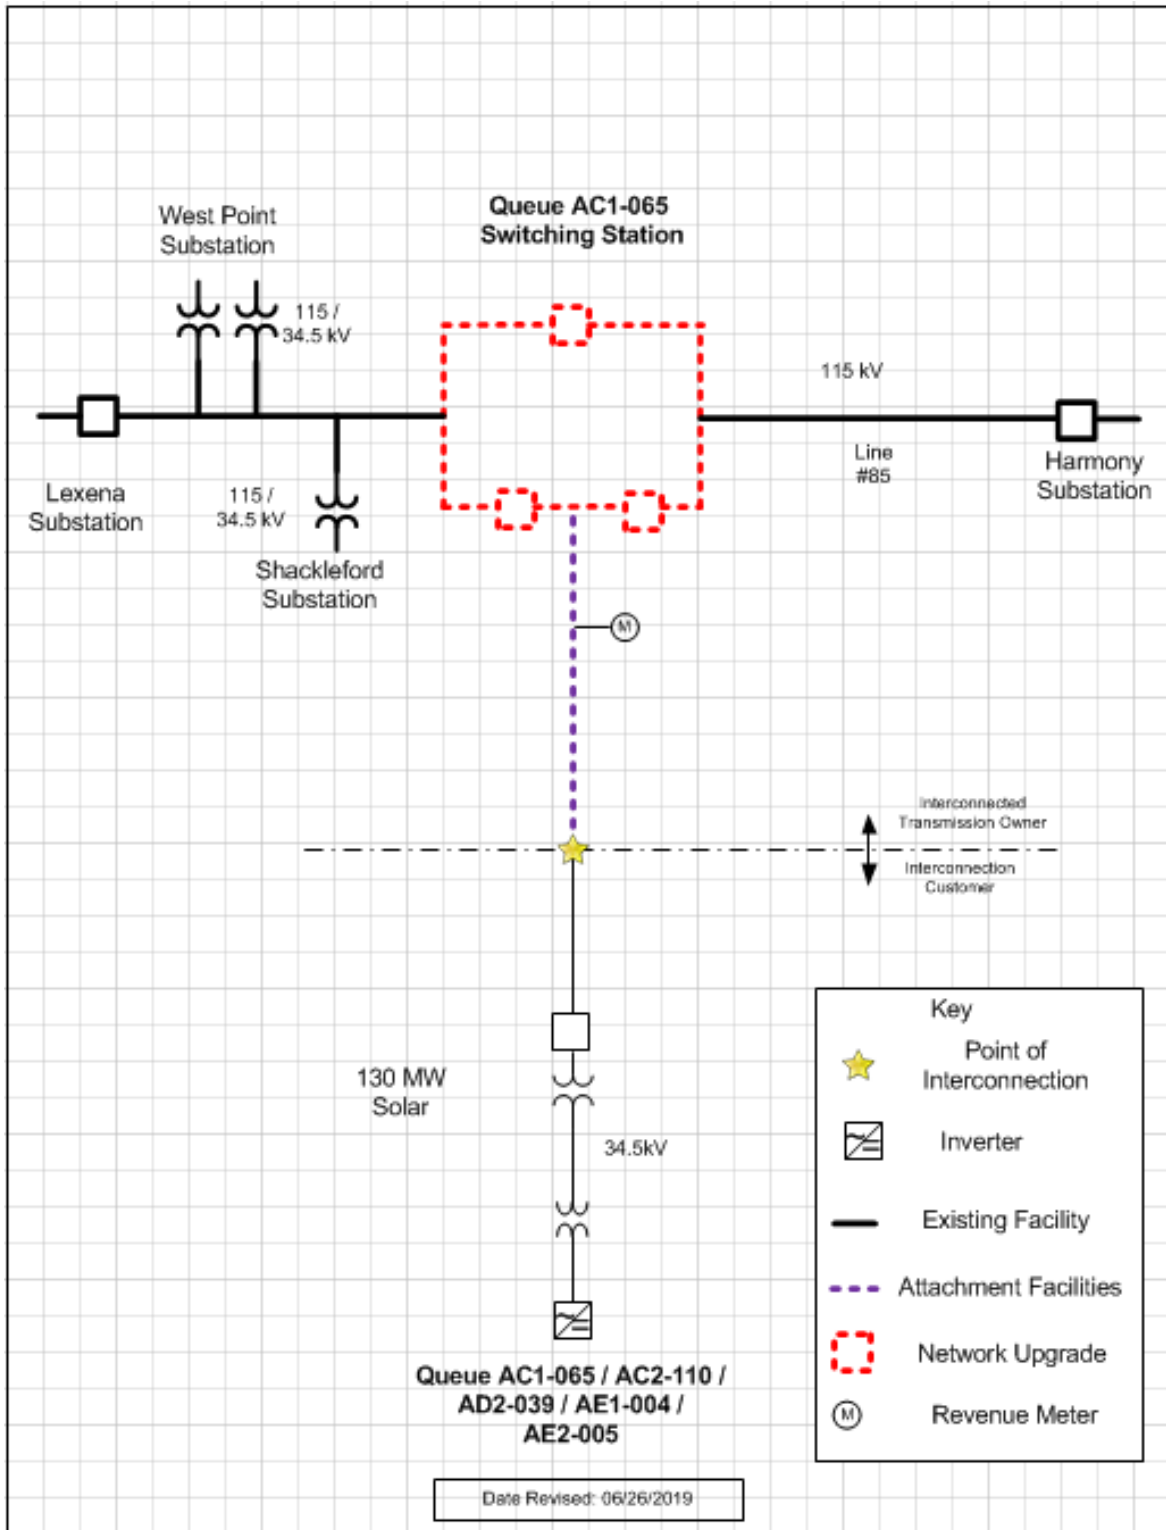 Queue AC1-065
Switching Station
West Point
Substation
115 /
34.5 kV
115 kV
Line
#85
Harmony
Substation
Lexena
Substation
115 /
34.5 kV
Shackleford
Substation
M
Interconnected
Transmission Owner
Interconnection
Customer
130 MW
Solar
34.5kV
Queue AC1-065 / AC2-110 /
AD2-039 / AE1-004 /
AE2-005
Key
Point of
Interconnection
Inverter
Existing Facility
Attachment Facilities
Network Upgrade
M
Revenue Meter
Date Revised: 06/26/2019